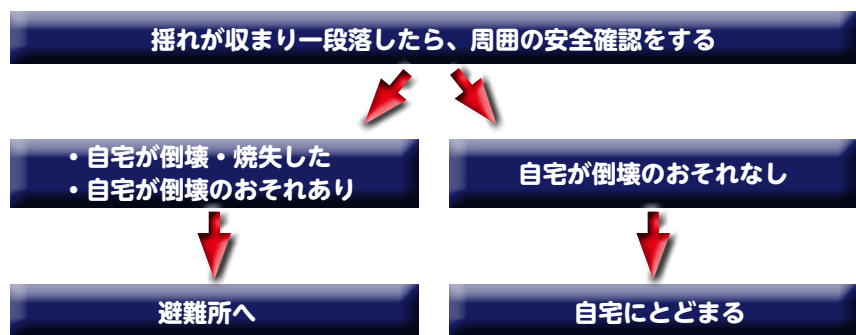 揺れが収まり一段落したら、周囲の安全確認をする
・自宅が倒壊・焼失した
・自宅が倒壊のおそれあり
自宅が倒壊のおそれなし
避難所へ
自宅にとどまる